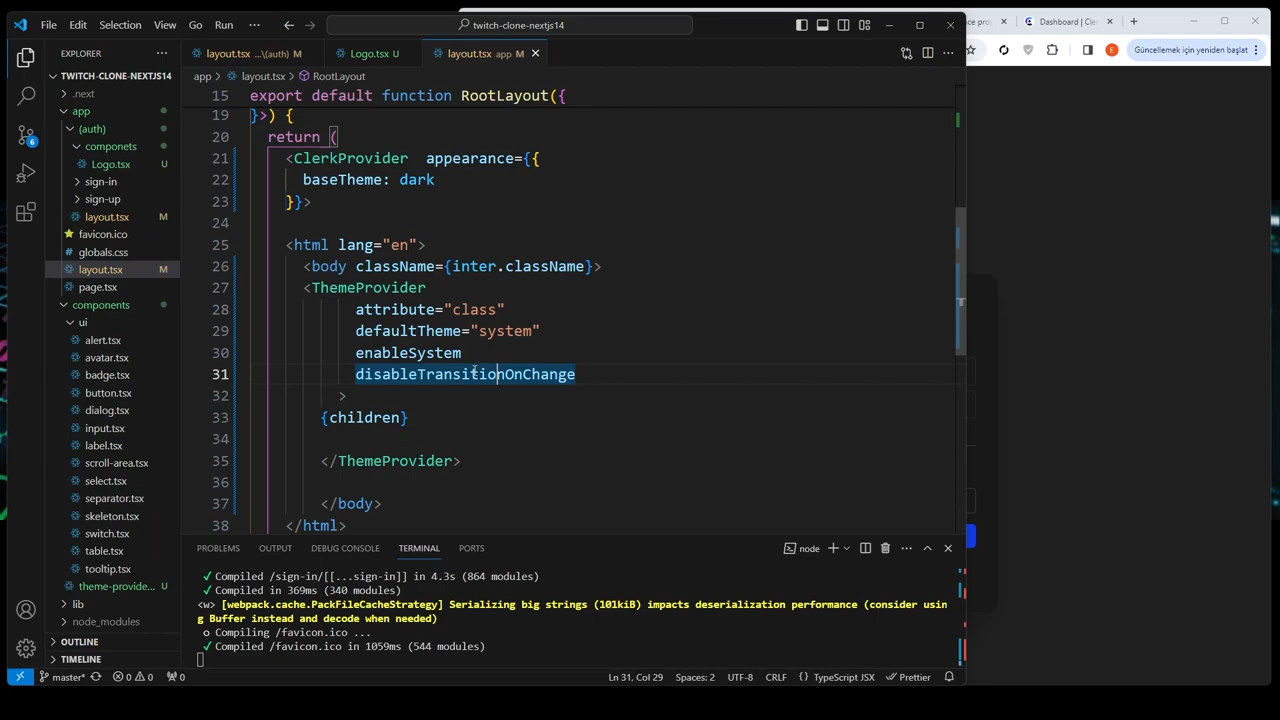 File Edit Selection View Go Run ··· twitch-clone-nextjs14
ce prog Dashboard | Cle
E Güncellemek için yeniden başlat
EXPLORER ···
layout.tsx ...\(auth) M Logo.tsx U layout.tsx app M
app > layout.tsx > RootLayout
TWITCH-CLONE-NEXTJS14
.next
app
(auth)
componets
Logo.tsx U
sign-in
sign-up
layout.tsx M
favicon.ico
globals.css
layout.tsx M
page.tsx
components
ui
alert.tsx
avatar.tsx
badge.tsx
button.tsx
dialog.tsx
input.tsx
label.tsx
scroll-area.tsx
select.tsx
separator.tsx
skeleton.tsx
switch.tsx
table.tsx
tooltip.tsx
theme-provide...
lib
node_modules
OUTLINE
TIMELINE
6
15 export default function RootLayout({
19 }>) {
20 return (
21 <ClerkProvider  appearance={{
22 baseTheme: dark
23 }}>
24
25 <html lang="en">
26 <body className={inter.className}>
27 <ThemeProvider
28 attribute="class"
29 defaultTheme="system"
30 enableSystem
31 disableTransitionOnChange
32 >
33 {children}
34
35 </ThemeProvider>
36
37 </body>
38 </html>
PROBLEMS OUTPUT DEBUG CONSOLE TERMINAL PORTS node
✓ Compiled /sign-in/[[...sign-in]] in 4.3s (864 modules)
✓ Compiled in 369ms (340 modules)
<w> [webpack.cache.PackFileCacheStrategy] Serializing big strings (101kiB) impacts deserialization performance (consider usin
g Buffer instead and decode when needed)
o Compiling /favicon.ico ...
✓ Compiled /favicon.ico in 1059ms (544 modules)
master* 0 0 0 Ln 31, Col 29 Spaces: 2 UTF-8 CRLF {} TypeScript JSX Prettier